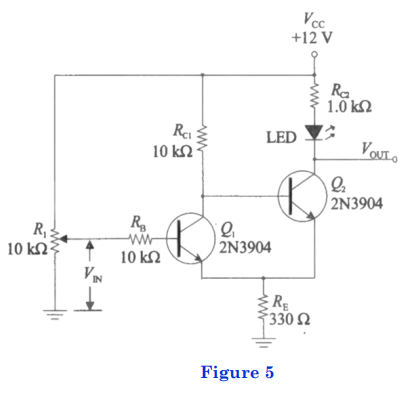 V_CC
+12 V
R_C2
1.0 kΩ
R_C1
10 kΩ
LED
V_OUT
Q_2
2N3904
R_1
10 kΩ
R_B
10 kΩ
Q_1
2N3904
V_IN
R_E
330 Ω
Figure 5